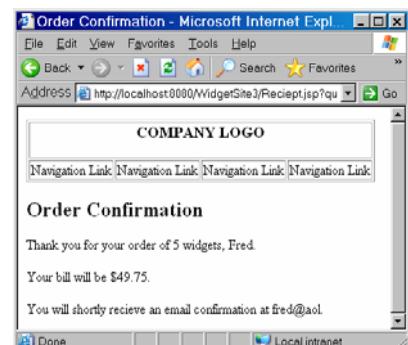 Order Confirmation - Microsoft Internet Expl...
File Edit View Favorites Tools Help
Back Search Favorites »
Address http://localhost:8080/WidgetSite3/Reciept.jsp?qu Go
COMPANY LOGO
Navigation Link Navigation Link Navigation Link Navigation Link
Order Confirmation
Thank you for your order of 5 widgets, Fred.
Your bill will be $49.75.
You will shortly recieve an email confirmation at fred@aol.
Done Local intranet